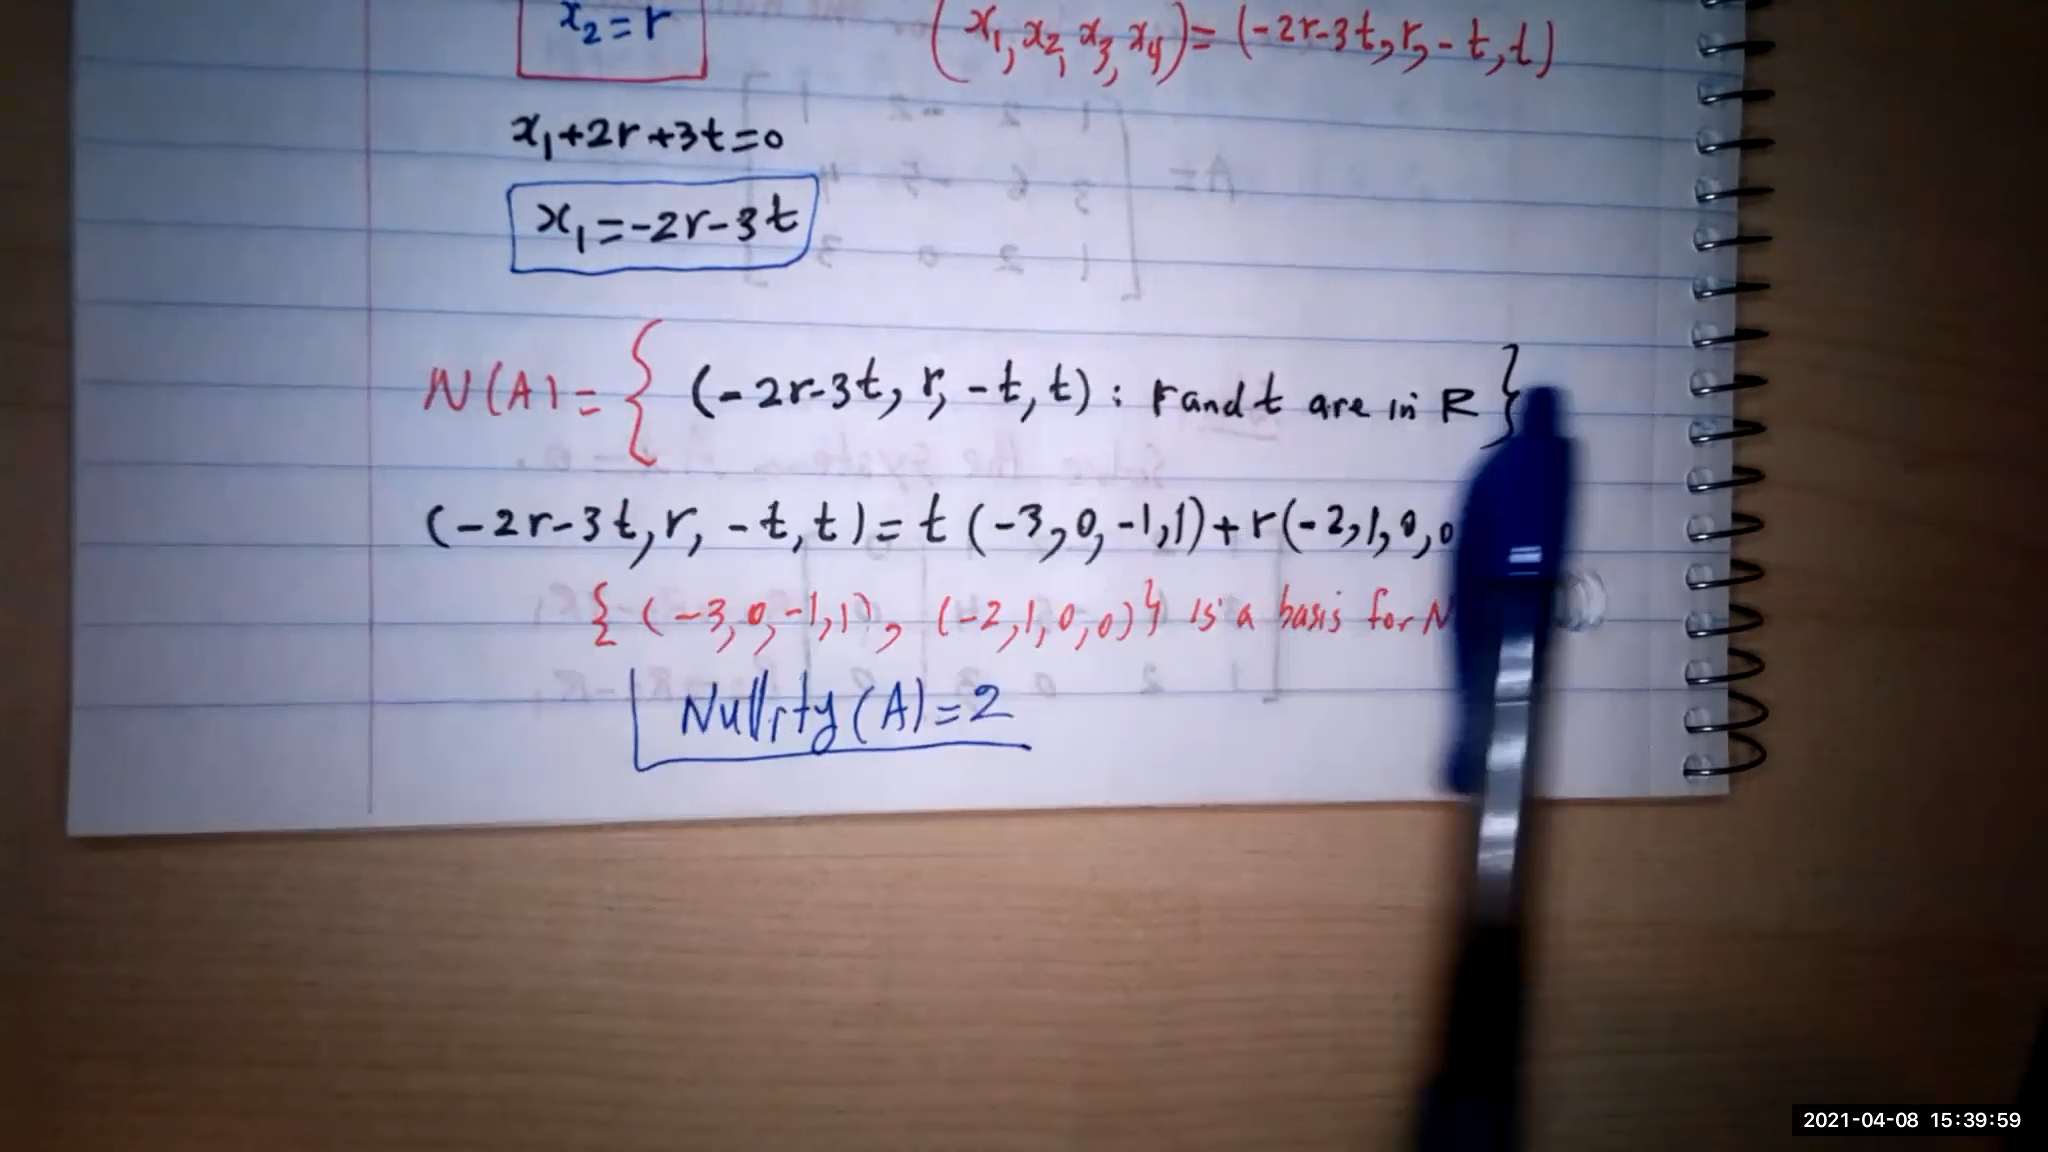 x₂=r
(x₁, x₂, x₃, x₄)=(-2r-3t, r, -t, t)
x₁+2r+3t=0
x₁=-2r-3t
N(A)={ (-2r-3t, r, -t, t) : r and t are in R }
(-2r-3t, r, -t, t)= t (-3, 0, -1, 1)+r(-2, 1, 0, 0
{ (-3, 0, -1, 1), (-2, 1, 0, 0)} is a basis for N
Nullity(A)=2
2021-04-08 15:39:59